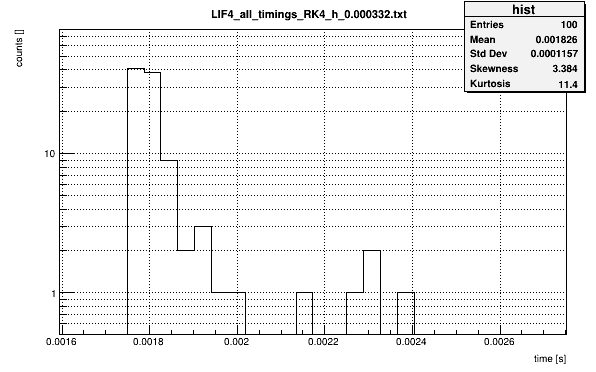 LIF4_all_timings_RK4_h_0.000332.txt
hist
Entries 100
Mean 0.001826
Std Dev 0.0001157
Skewness 3.384
Kurtosis 11.4
counts []
10
1
0.0016 0.0018 0.002 0.0022 0.0024 0.0026
time [s]